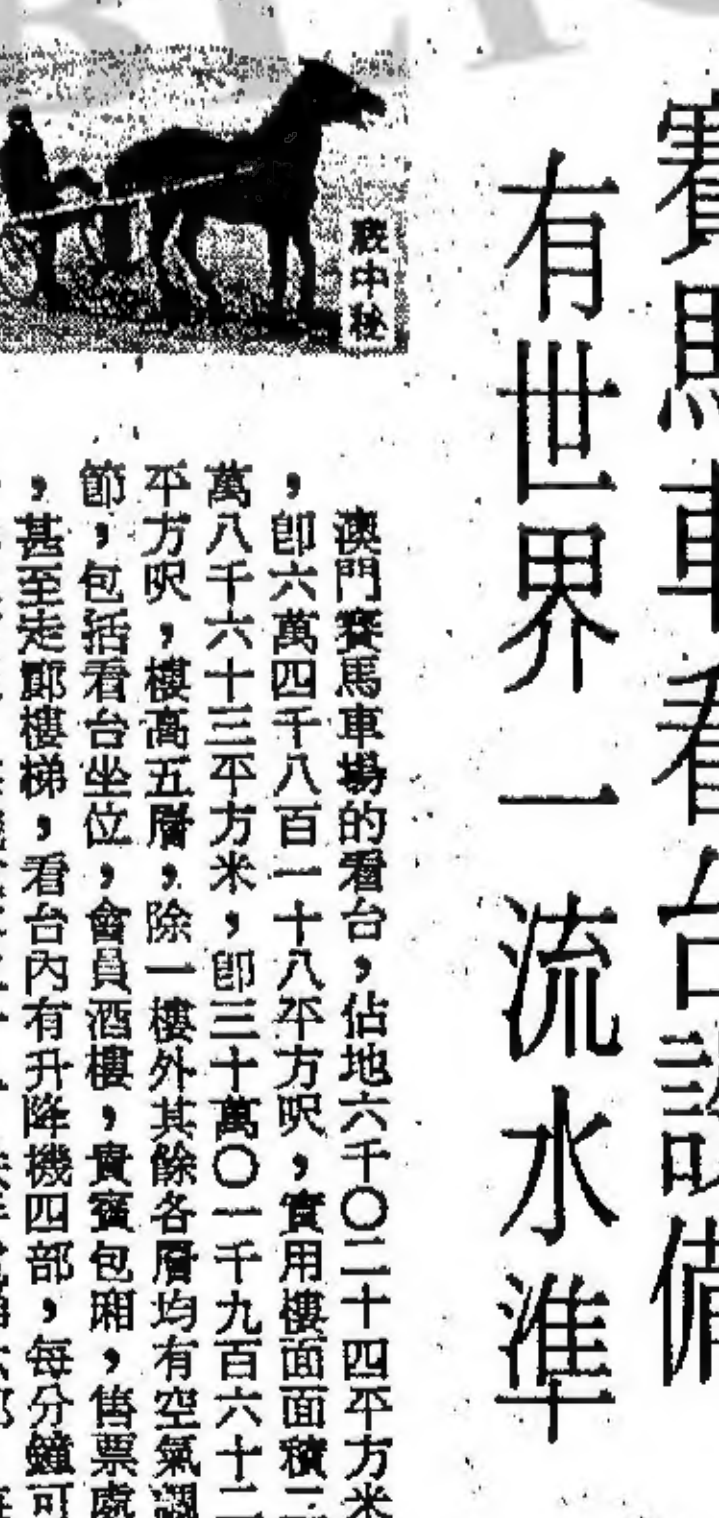 賽馬車看台設備
有世界一流水準
澳門賽馬車場的看台，佔地六千〇二十四平方米
，即六萬四千八百一十八平方呎，實用樓面面積二
萬八千六十三平方米，即三十萬〇一千九百六十二
平方呎，樓高五層，除一樓外其餘各層均有空氣調
節，包括看台坐位，會員酒樓，貴賓包廂，售票處
，甚至走廊樓梯，看台內有升降機四部，每分鐘可